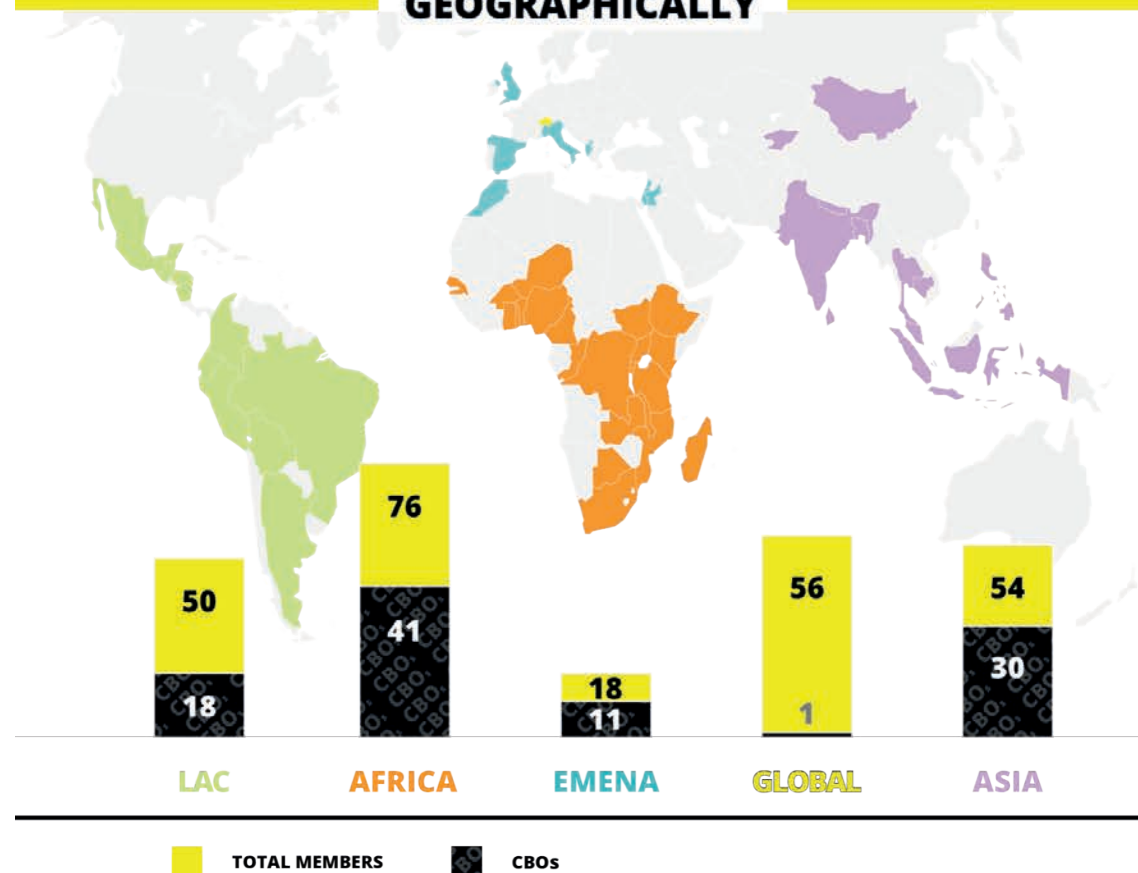 GEOGRAPHICALLY
76
50
56
54
41
30
18
18
11
1
LAC
AFRICA
EMENA
GLOBAL
ASIA
TOTAL MEMBERS
CBOs